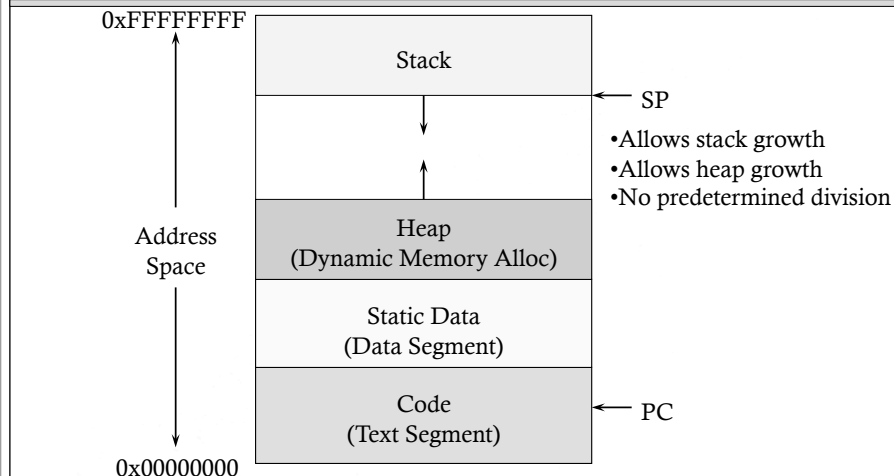 0xFFFFFFFF
Stack
SP
•Allows stack growth
•Allows heap growth
•No predetermined division
Address
Space
Heap
(Dynamic Memory Alloc)
Static Data
(Data Segment)
Code
(Text Segment)
PC
0x00000000